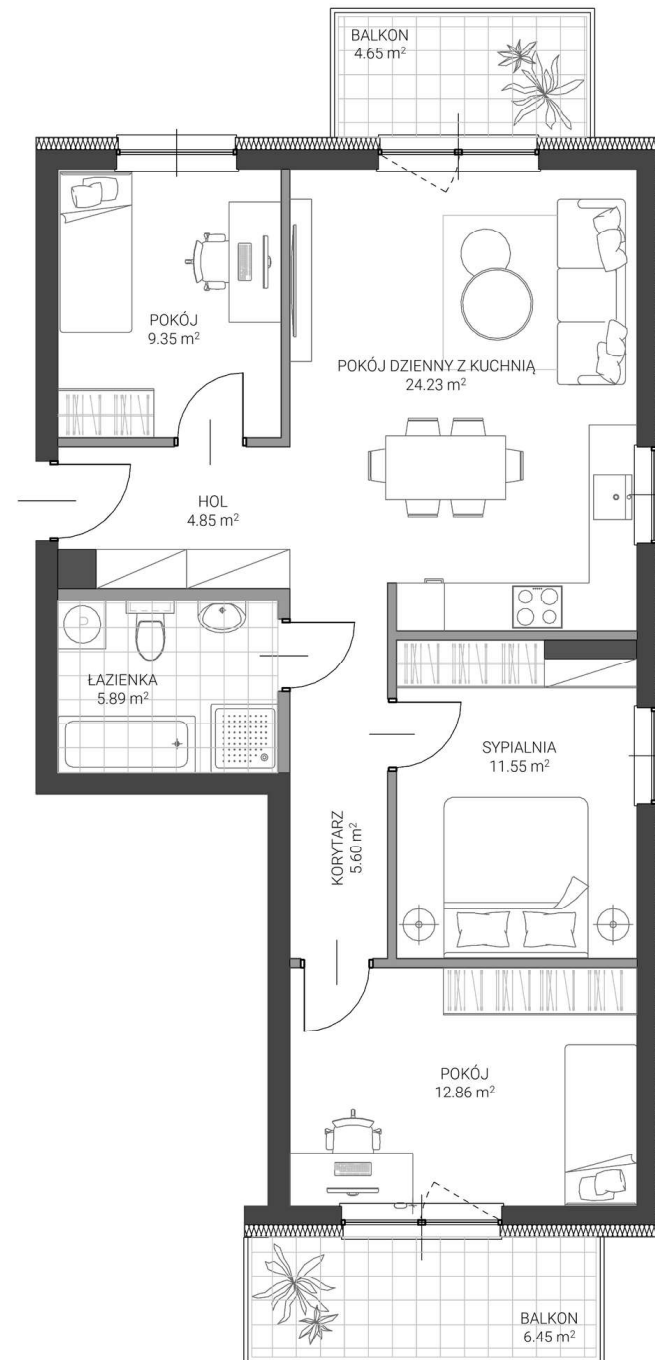 BALKON
4.65 m²
POKÓJ
9.35 m²
POKÓJ DZIENNY Z KUCHNIĄ
24.23 m²
HOL
4.85 m²
ŁAZIENKA
5.89 m²
SYPIALNIA
11.55 m²
KORYTARZ
5.60 m²
POKÓJ
12.86 m²
BALKON
6.45 m²